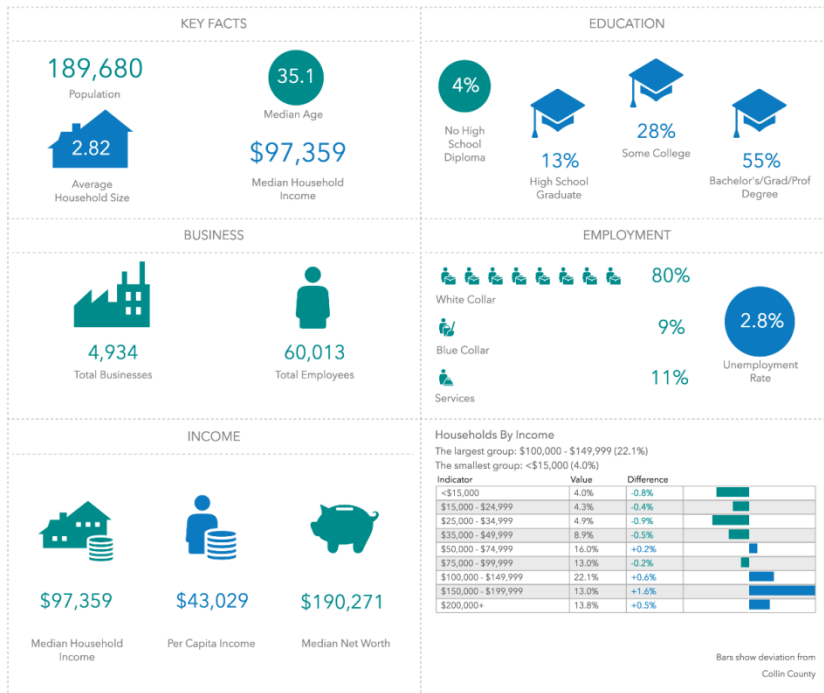 KEY FACTS
189,680
Population
35.1
Median Age
2.82
Average
Household Size
$97,359
Median Household
Income
EDUCATION
4%
No High
School
Diploma
13%
High School
Graduate
28%
Some College
55%
Bachelor's/Grad/Prof
Degree
BUSINESS
4,934
Total Businesses
60,013
Total Employees
EMPLOYMENT
80%
White Collar
9%
Blue Collar
11%
Services
2.8%
Unemployment
Rate
INCOME
$97,359
Median Household
Income
$43,029
Per Capita Income
$190,271
Median Net Worth
Households By Income
The largest group: $100,000 - $149,999 (22.1%)
The smallest group: <$15,000 (4.0%)
Indicator Value Difference
<$15,000 4.0% -0.8%
$15,000 - $24,999 4.3% -0.4%
$25,000 - $34,999 4.9% -0.9%
$35,000 - $49,999 8.9% -0.5%
$50,000 - $74,999 16.0% +0.2%
$75,000 - $99,999 13.0% -0.2%
$100,000 - $149,999 22.1% +0.6%
$150,000 - $199,999 13.0% +1.6%
$200,000+ 13.8% +0.5%
Bars show deviation from
Collin County